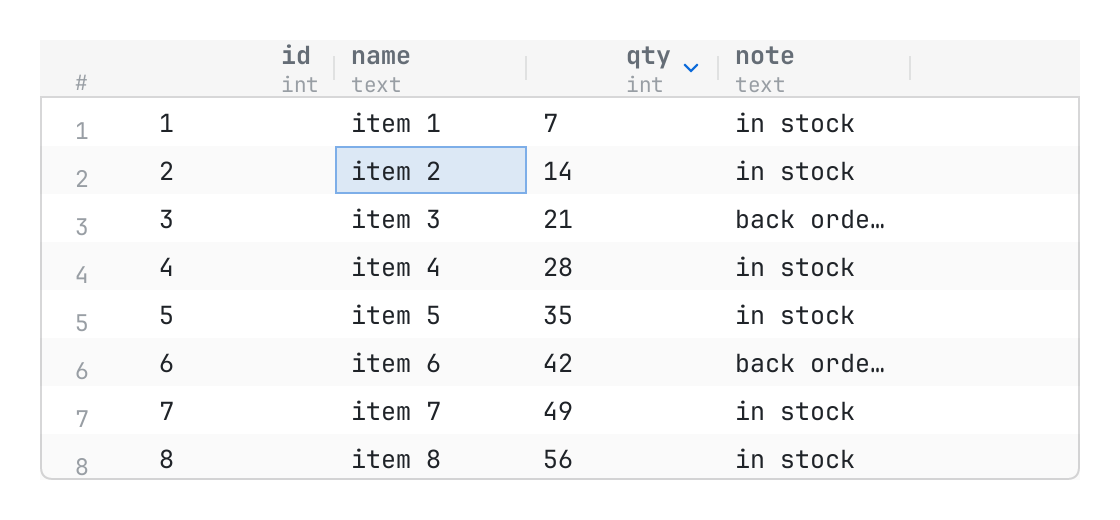 # id int name text qty int note text
1 1 item 1 7 in stock
2 2 item 2 14 in stock
3 3 item 3 21 back orde…
4 4 item 4 28 in stock
5 5 item 5 35 in stock
6 6 item 6 42 back orde…
7 7 item 7 49 in stock
8 8 item 8 56 in stock